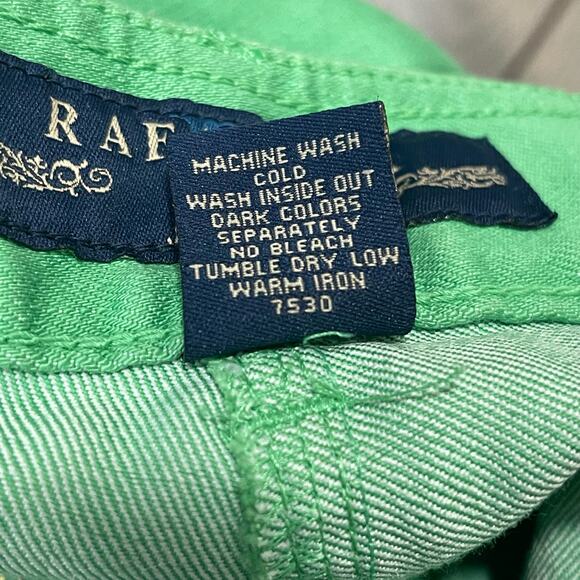 RAF
MACHINE WASH
COLD
WASH INSIDE OUT
DARK COLORS
SEPARATELY
NO BLEACH
TUMBLE DRY LOW
WARM IRON
7530